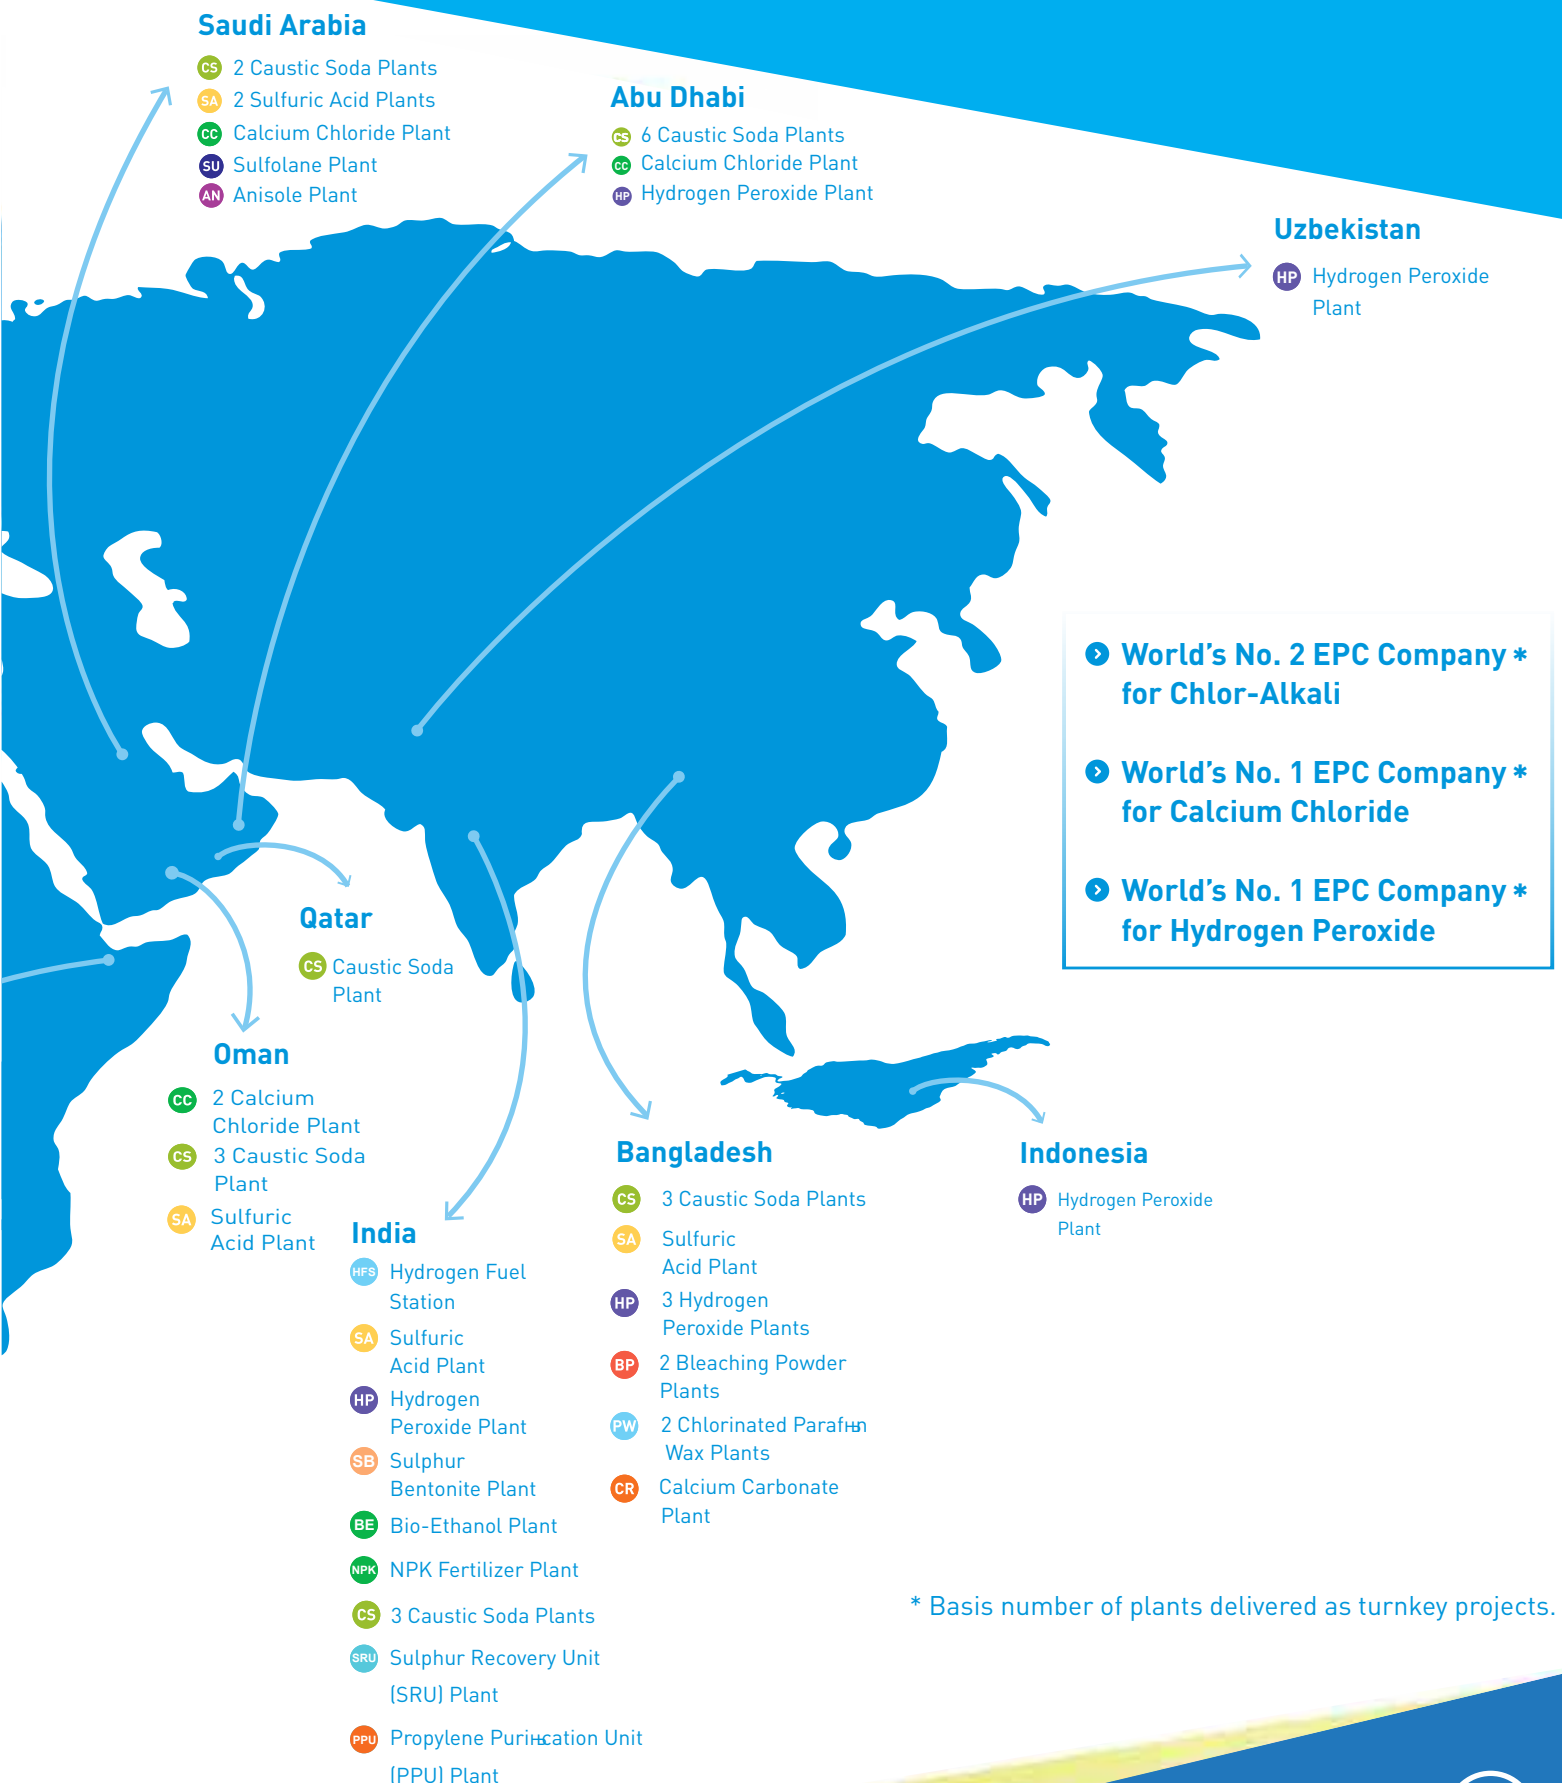 Saudi Arabia
CS 2 Caustic Soda Plants
SA 2 Sulfuric Acid Plants
CC Calcium Chloride Plant
SU Sulfolane Plant
AN Anisole Plant
Abu Dhabi
CS 6 Caustic Soda Plants
CC Calcium Chloride Plant
HP Hydrogen Peroxide Plant
Uzbekistan
HP Hydrogen Peroxide
Plant
World's No. 2 EPC Company *
for Chlor-Alkali
World's No. 1 EPC Company *
for Calcium Chloride
World's No. 1 EPC Company *
for Hydrogen Peroxide
Qatar
CS Caustic Soda
Plant
Oman
CC 2 Calcium
Chloride Plant
CS 3 Caustic Soda
Plant
SA Sulfuric
Acid Plant
India
HFS Hydrogen Fuel
Station
SA Sulfuric
Acid Plant
HP Hydrogen
Peroxide Plant
SB Sulphur
Bentonite Plant
BE Bio-Ethanol Plant
NPK NPK Fertilizer Plant
CS 3 Caustic Soda Plants
SRU Sulphur Recovery Unit
(SRU) Plant
PPU Propylene Unit
(PPU) Plant
Bangladesh
CS 3 Caustic Soda Plants
SA Sulfuric
Acid Plant
HP 3 Hydrogen
Peroxide Plants
BP 2 Bleaching Powder
Plants
PW 2 Chlorinated
Wax Plants
CR Calcium Carbonate
Plant
Indonesia
HP Hydrogen Peroxide
Plant
* Basis number of plants delivered as turnkey projects.